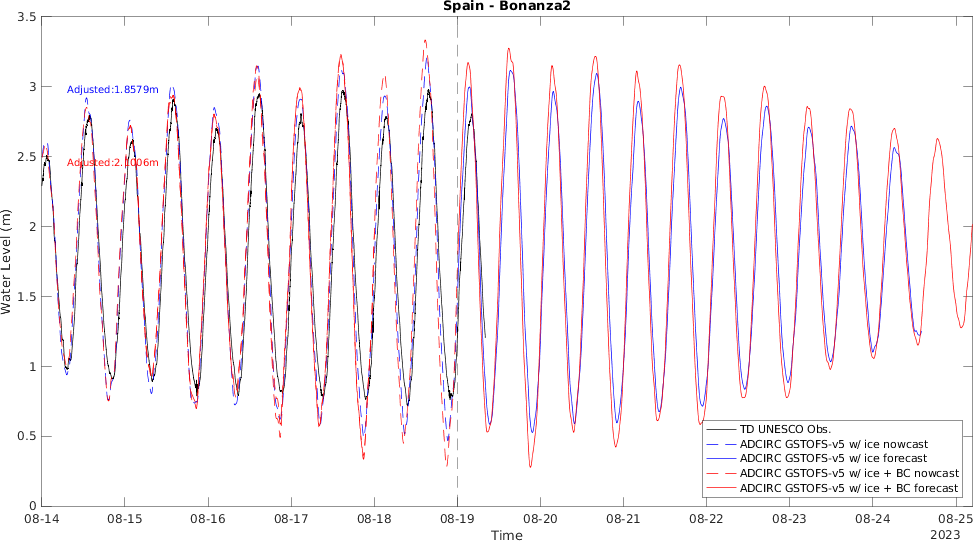 Spain - Bonanza2
3.5
3
2.5
2
1.5
1
0.5
0
Water Level (m)
Adjusted:1.8579m
Adjusted:2.1006m
TD UNESCO Obs.
ADCIRC GSTOFS-v5 w/ ice nowcast
ADCIRC GSTOFS-v5 w/ ice forecast
ADCIRC GSTOFS-v5 w/ ice + BC nowcast
ADCIRC GSTOFS-v5 w/ ice + BC forecast
08-14 08-15 08-16 08-17 08-18 08-19 08-20 08-21 08-22 08-23 08-24 08-25
Time
2023